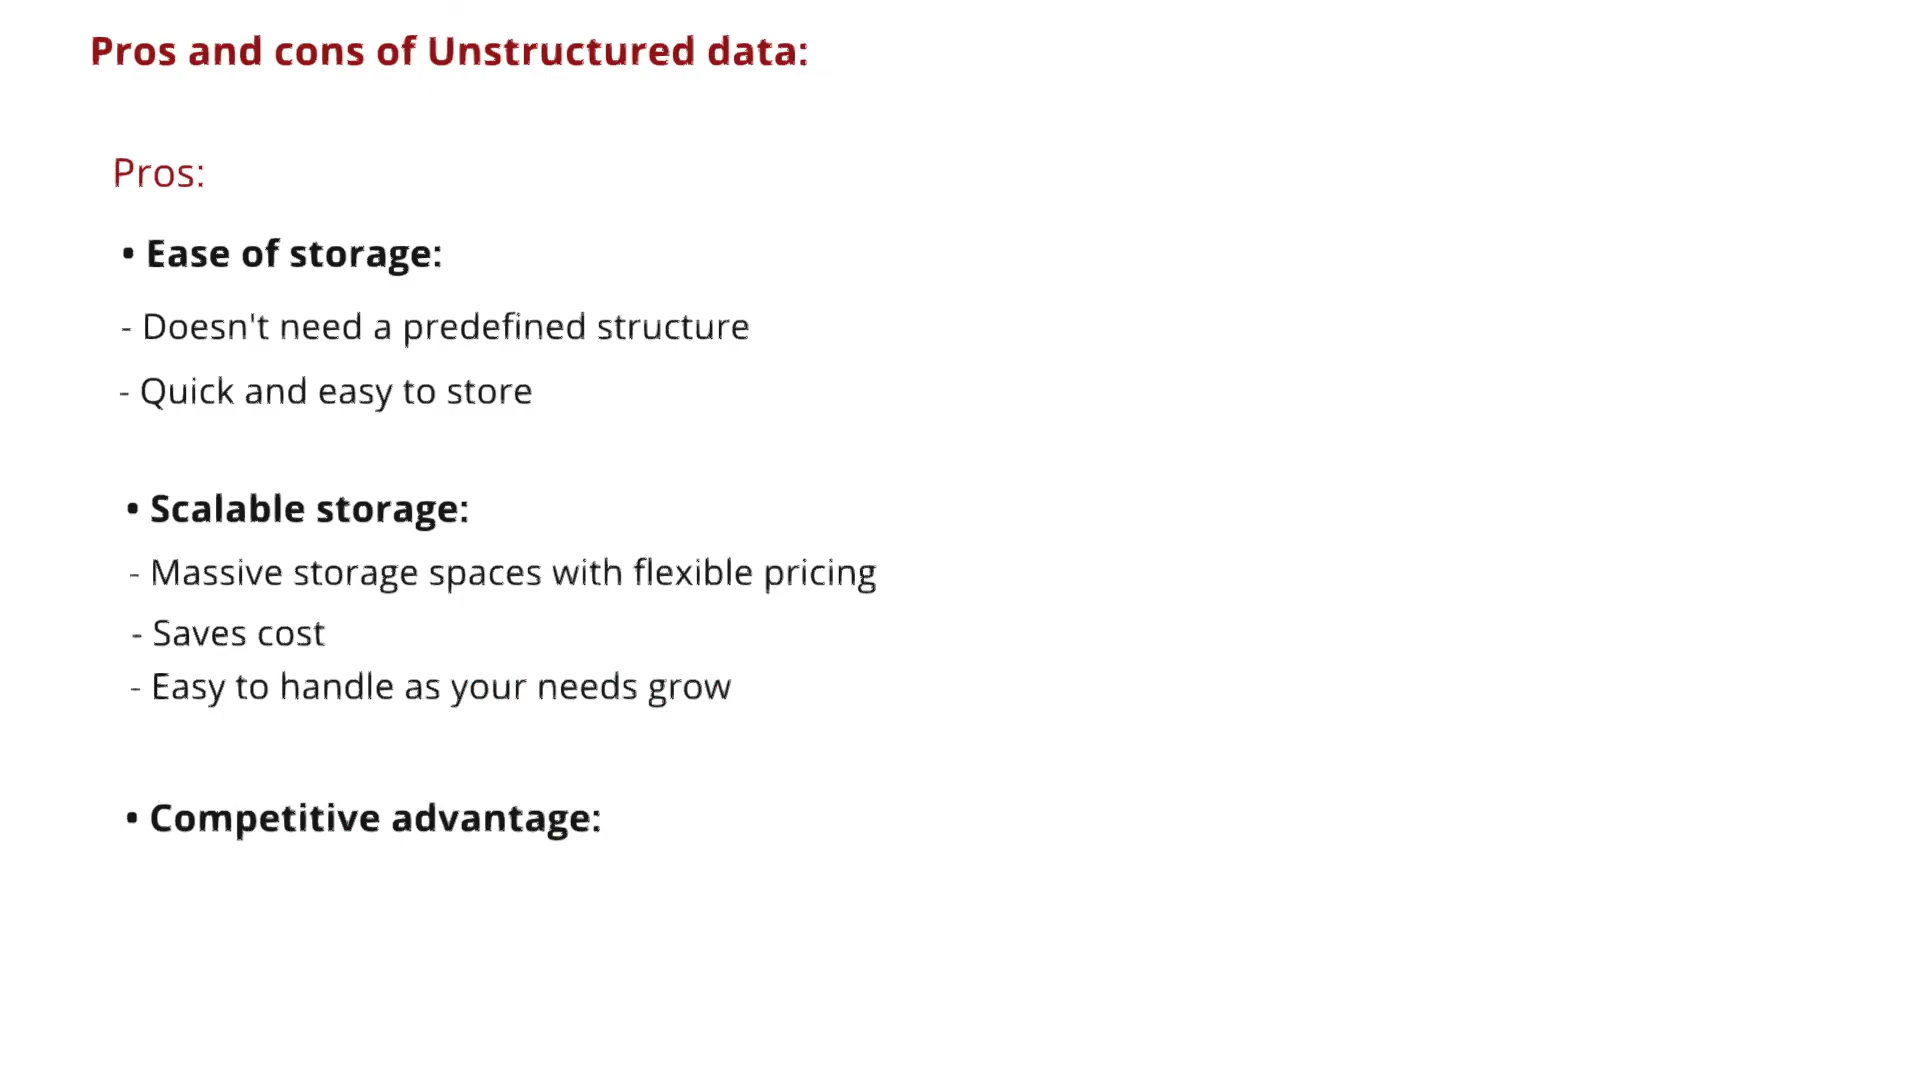 Pros and cons of Unstructured data:
Pros:
• Ease of storage:
- Doesn't need a predefined structure
- Quick and easy to store
• Scalable storage:
- Massive storage spaces with flexible pricing
- Saves cost
- Easy to handle as your needs grow
• Competitive advantage: